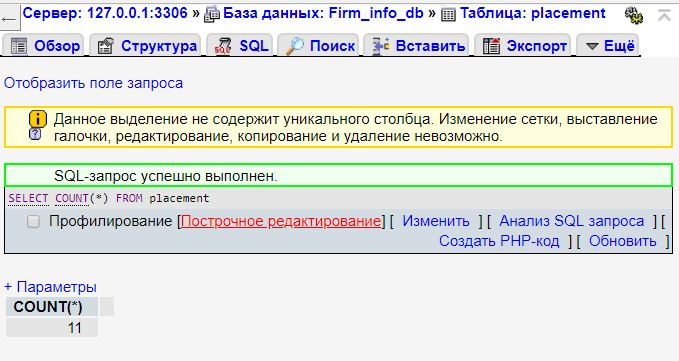 Сервер: 127.0.0.1:3306 » База данных: Firm_info_db » Таблица: placement
Обзор Структура SQL Поиск Вставить Экспорт Ещё
Отобразить поле запроса
Данное выделение не содержит уникального столбца. Изменение сетки, выставление
галочки, редактирование, копирование и удаление невозможно.
SQL-запрос успешно выполнен.
SELECT COUNT(*) FROM placement
Профилирование [Построчное редактирование] [ Изменить ] [ Анализ SQL запроса ] [
Создать PHP-код ] [ Обновить ]
+ Параметры
COUNT(*)
11